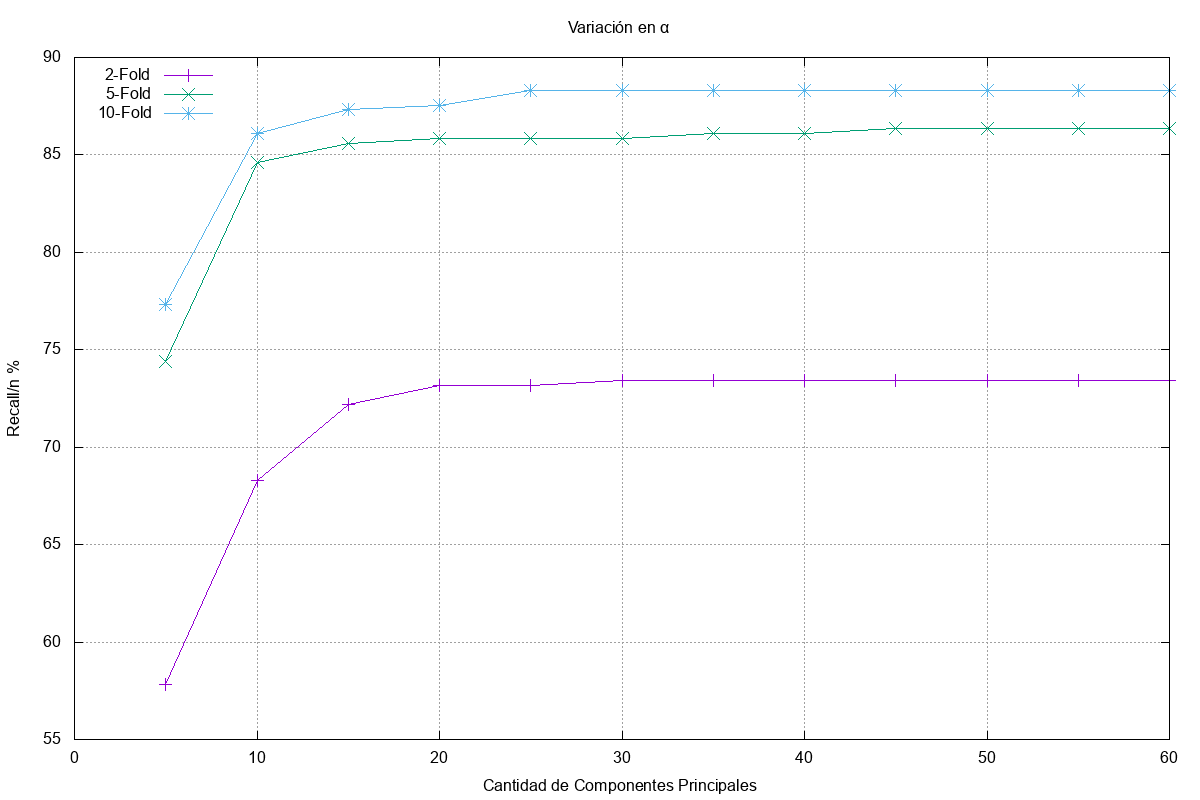 Variación en α
2-Fold
5-Fold
10-Fold
90
85
80
75
70
65
60
55
Recall/n %
0 10 20 30 40 50 60
Cantidad de Componentes Principales